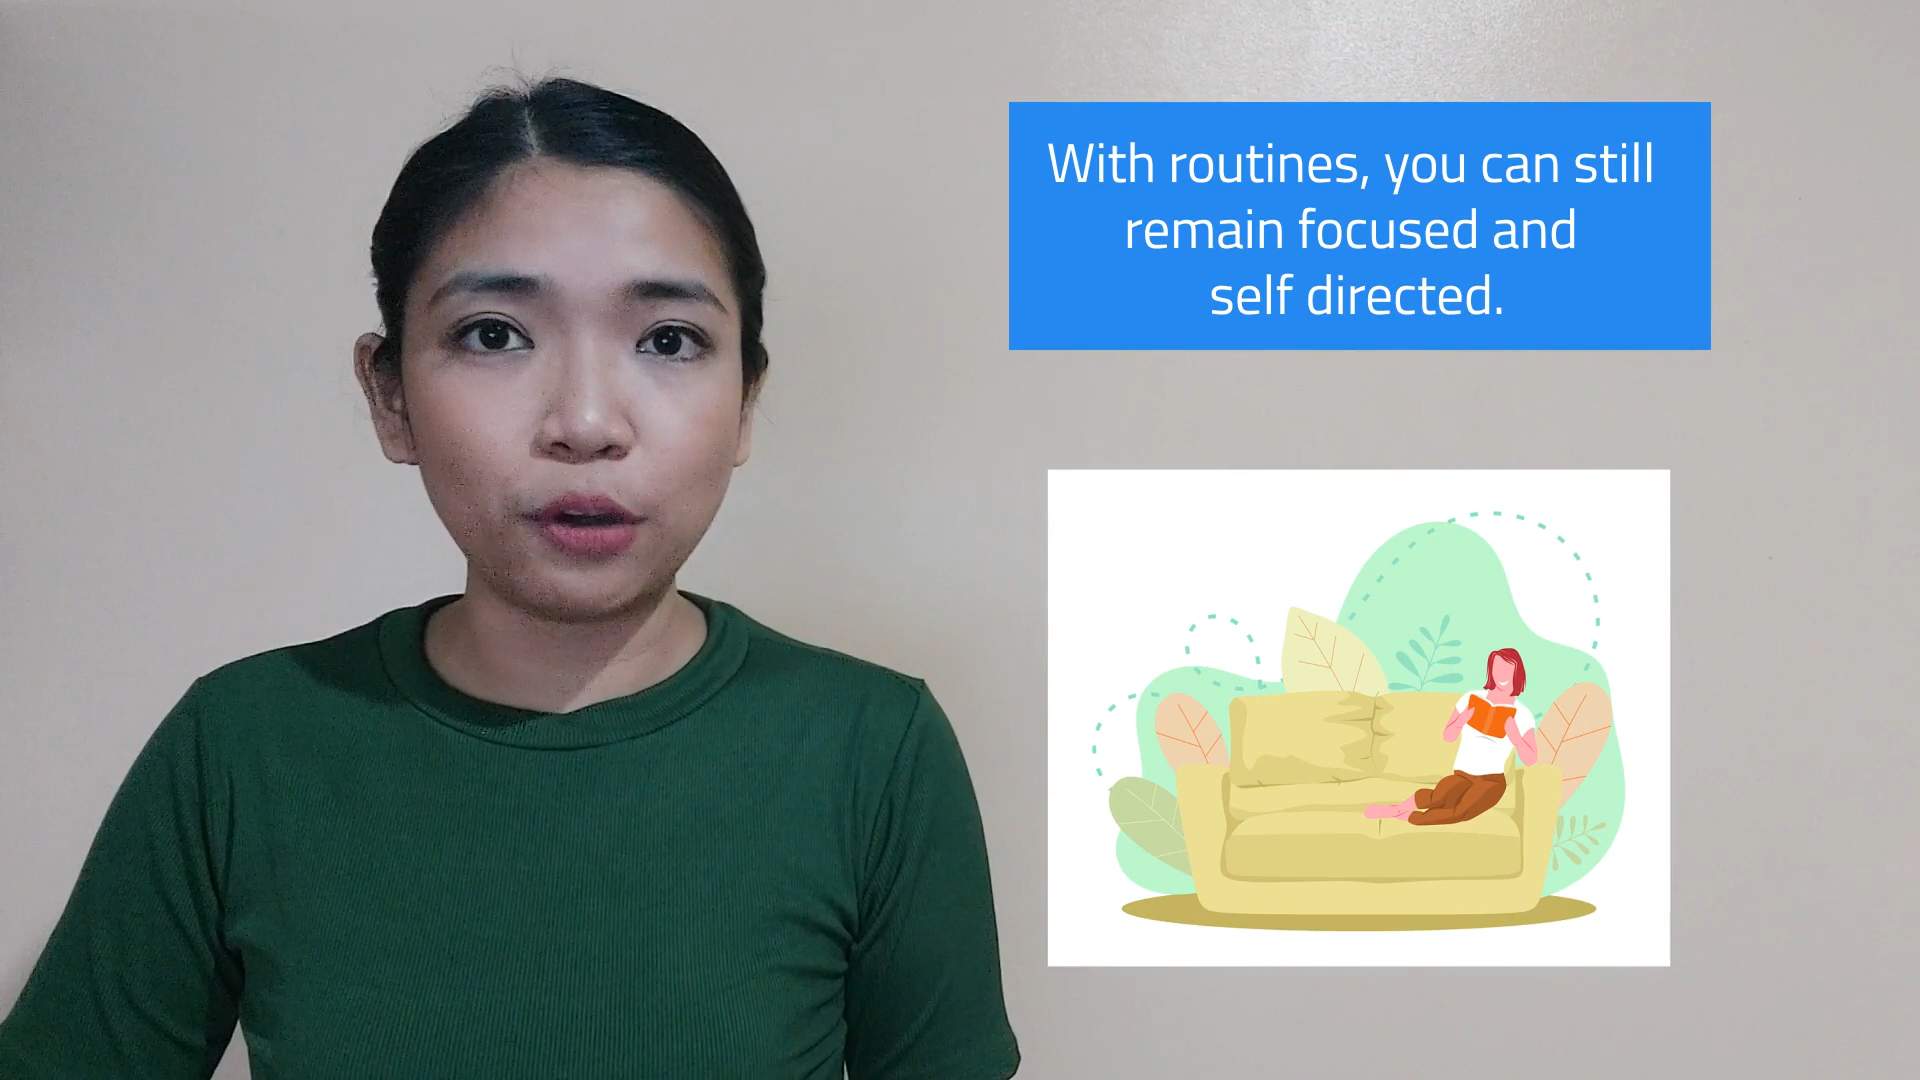 With routines, you can still
remain focused and
self directed.